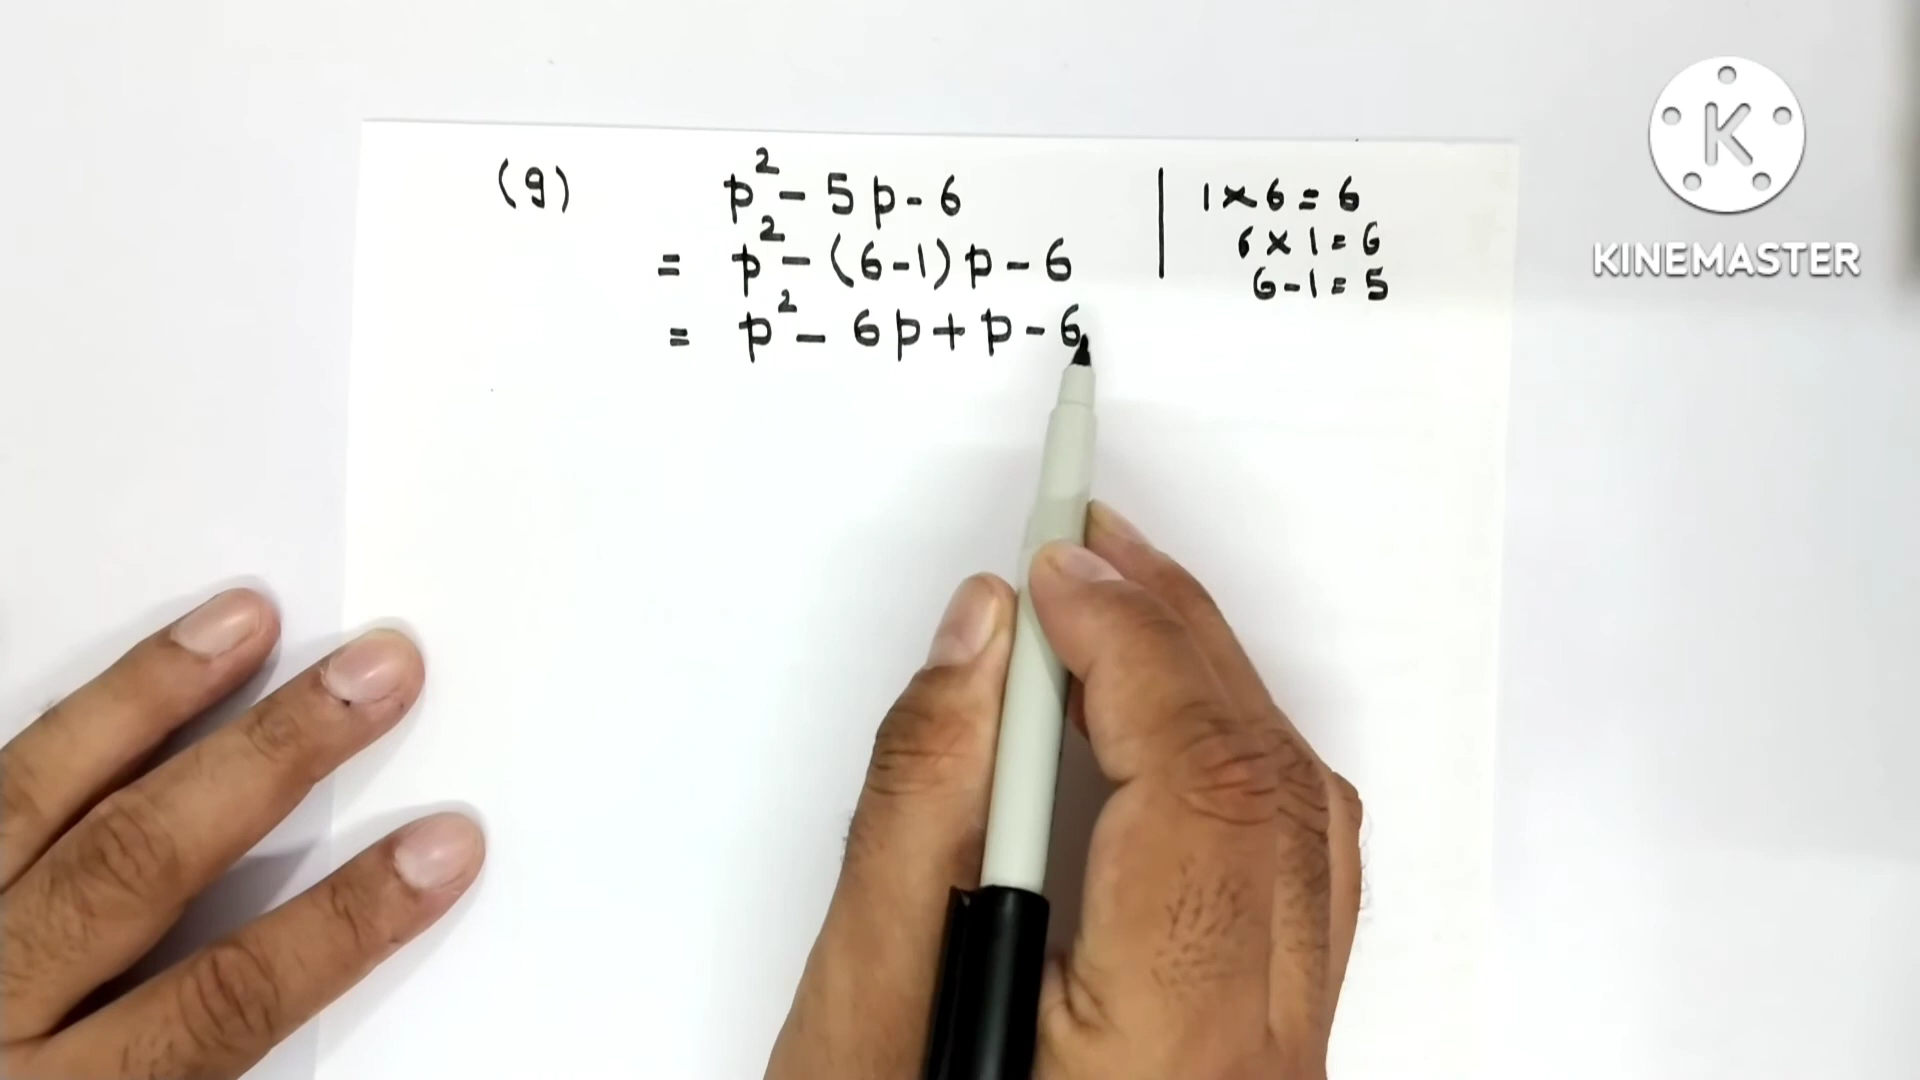 (g) p² - 5p - 6
= p² - (6-1)p - 6
= p² - 6p + p - 6
1 × 6 = 6
6 × 1 = 6
6 - 1 = 5
K
KINEMASTER